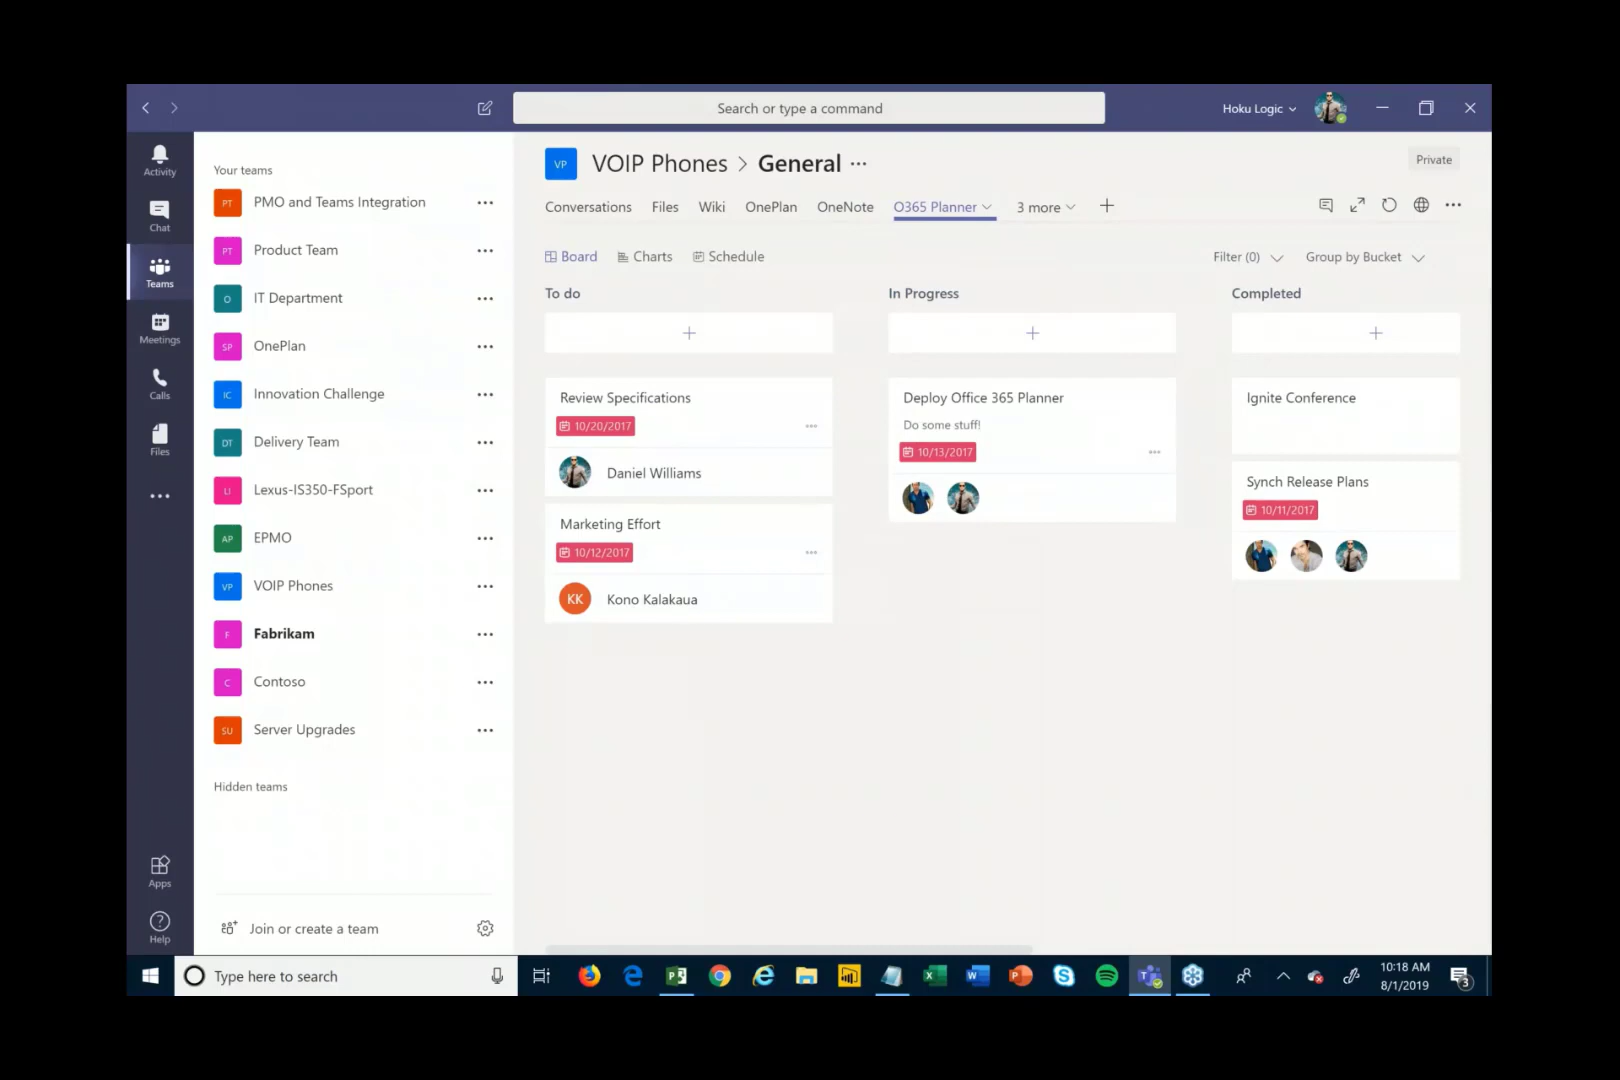 Search or type a command
Hoku Logic
Activity
Chat
Teams
Meetings
Calls
Files
Apps
Help
Your teams
PT PMO and Teams Integration
PT Product Team
O IT Department
SP OnePlan
IC Innovation Challenge
DT Delivery Team
LI Lexus-IS350-FSport
AP EPMO
VP VOIP Phones
F Fabrikam
C Contoso
SU Server Upgrades
Hidden teams
Join or create a team
VP VOIP Phones > General ...
Private
Conversations Files Wiki OnePlan OneNote O365 Planner 3 more +
Board Charts Schedule
Filter (0) Group by Bucket
To do
+
Review Specifications
10/20/2017
Daniel Williams
Marketing Effort
10/12/2017
KK Kono Kalakaua
In Progress
+
Deploy Office 365 Planner
Do some stuff!
10/13/2017
Completed
+
Ignite Conference
Synch Release Plans
10/11/2017
Type here to search
10:18 AM
8/1/2019
3